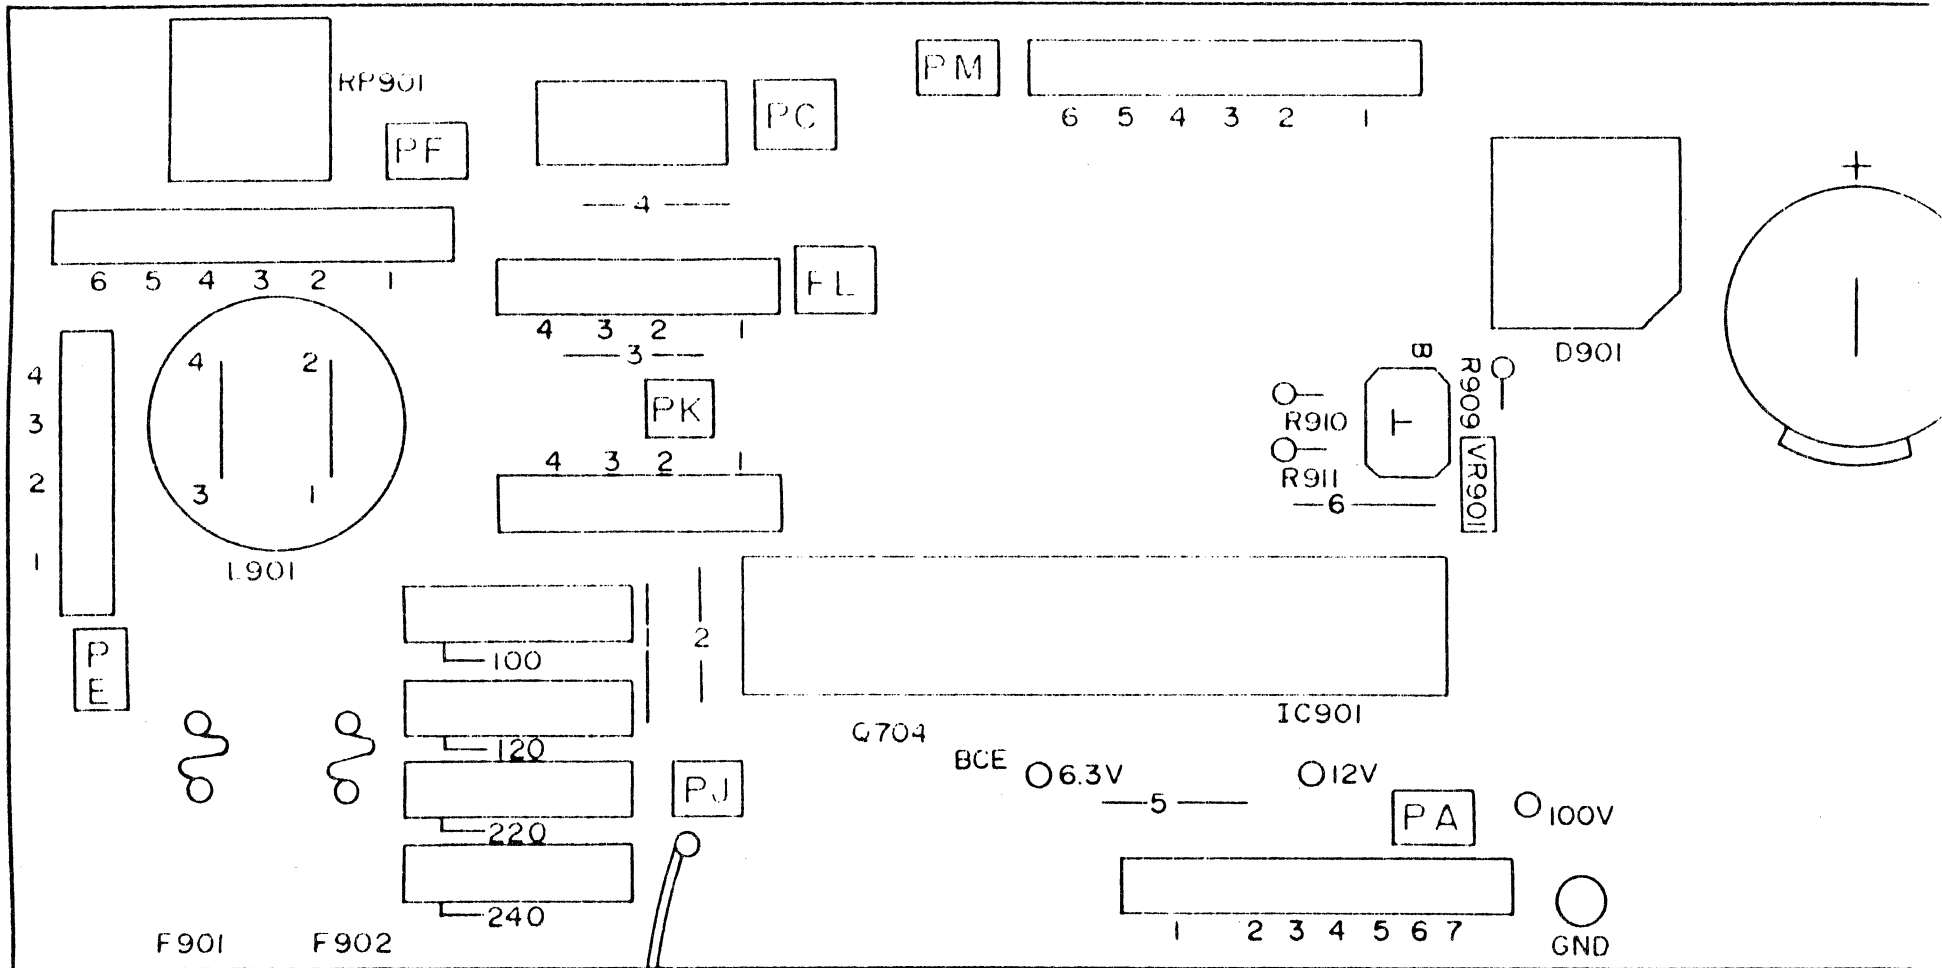 RP901
PF
PC
PM
6 5 4 3 2 1
4
6 5 4 3 2 1
PL
4 3 2 1
3
PK
4 3 2 1
4
3
2
1
PE
4 2
3 1
L901
+
D901
B
T
R909
VR901
R910
R911
6
2
IC901
Q704
BCE
6.3V
12V
100V
5
PA
1 2 3 4 5 6 7
GND
100
120
220
240
PJ
F901
F902